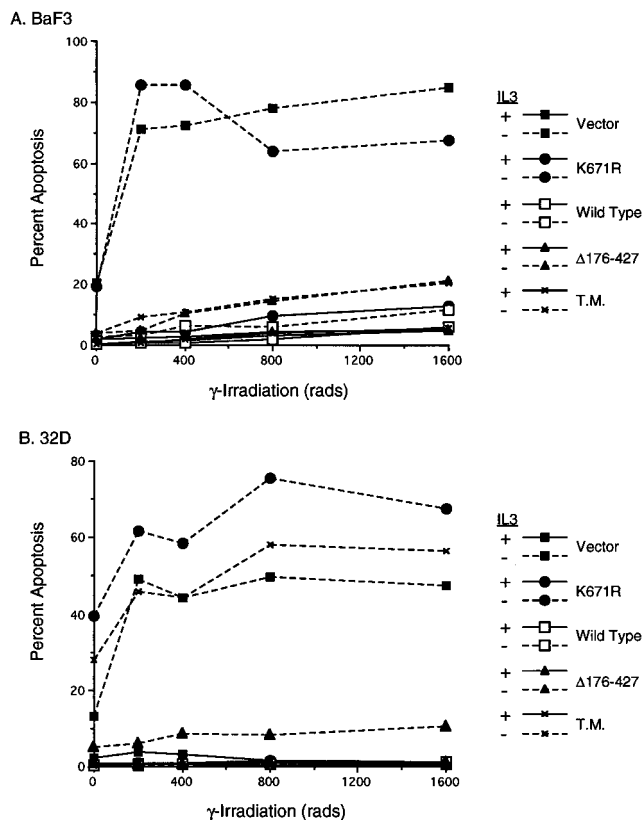 A. BaF3
100
80
60
40
20
0
Percent Apoptosis
0 400 800 1200 1600
γ-Irradiation (rads)
IL3
+
- Vector
+
- K671R
+
- Wild Type
+
- Δ176-427
+
- T.M.
B. 32D
80
60
40
20
0
Percent Apoptosis
0 400 800 1200 1600
γ-Irradiation (rads)
IL3
+
- Vector
+
- K671R
+
- Wild Type
+
- Δ176-427
+
- T.M.